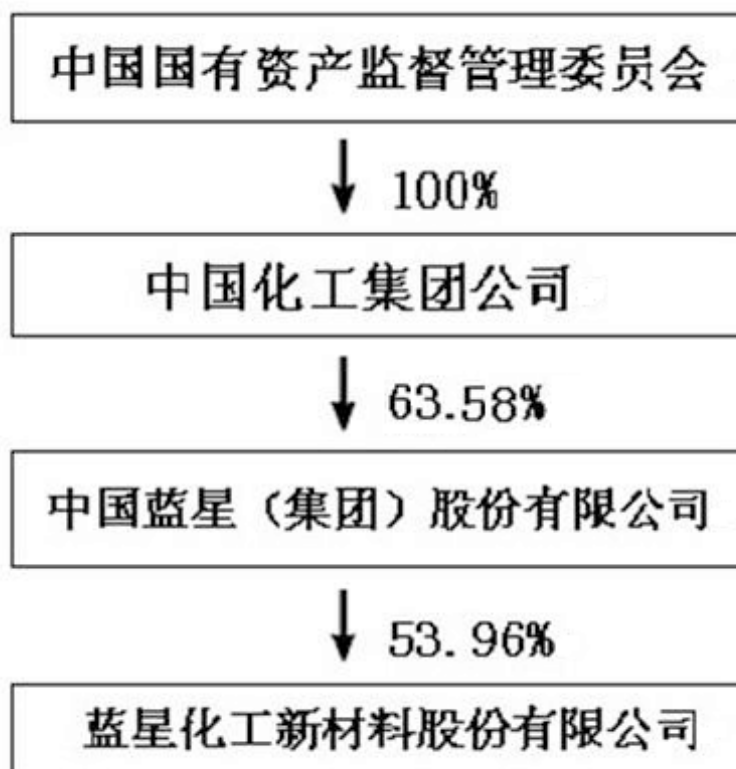 中国国有资产监督管理委员会
100%
中国化工集团公司
63.58%
中国蓝星（集团）股份有限公司
53.96%
蓝星化工新材料股份有限公司